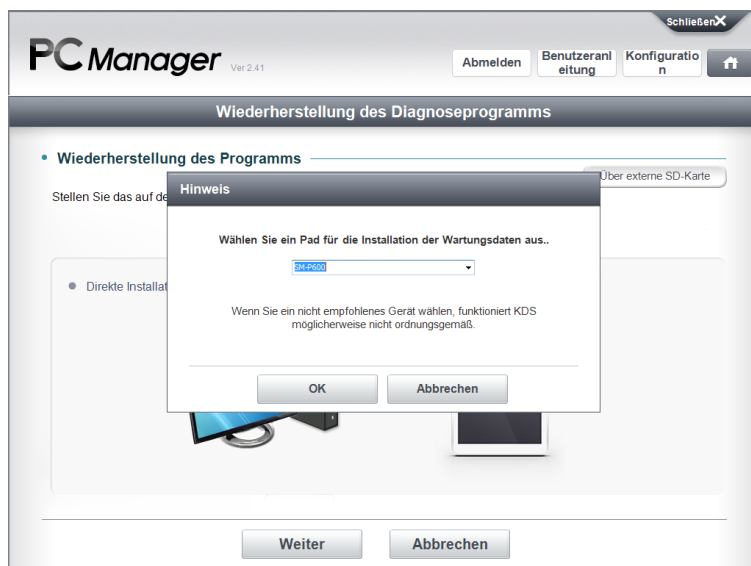 Schließen X
PC Manager Ver 2.41
Abmelden
Benutzeranl
eitung
Konfiguratio
n
Wiederherstellung des Diagnoseprogramms
Wiederherstellung des Programms
Über externe SD-Karte
Stellen Sie das auf de
Hinweis
Wählen Sie ein Pad für die Installation der Wartungsdaten aus..
SM-P600
Direkte Installat
Wenn Sie ein nicht empfohlenes Gerät wählen, funktioniert KDS
möglicherweise nicht ordnungsgemäß.
OK
Abbrechen
Weiter
Abbrechen